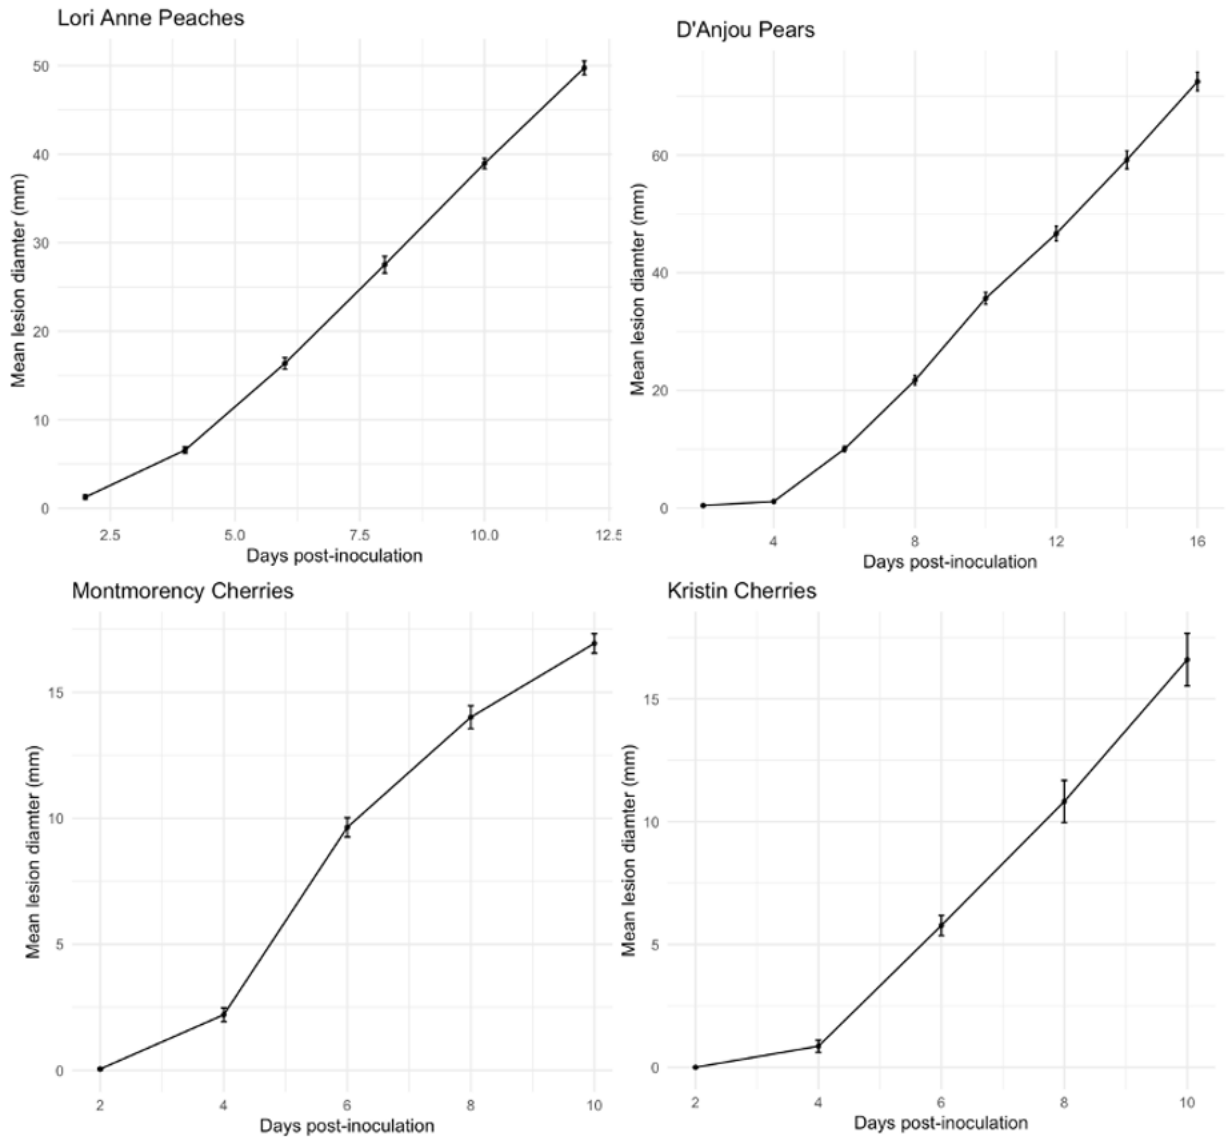 Lori Anne Peaches
Mean lesion diamter (mm)
50
40
30
20
10
0
2.5 5.0 7.5 10.0 12.5
Days post-inoculation
D'Anjou Pears
Mean lesion diamter (mm)
60
40
20
0
4 8 12 16
Days post-inoculation
Montmorency Cherries
Mean lesion diamter (mm)
15
10
5
0
2 4 6 8 10
Days post-inoculation
Kristin Cherries
Mean lesion diamter (mm)
15
10
5
0
2 4 6 8 10
Days post-inoculation